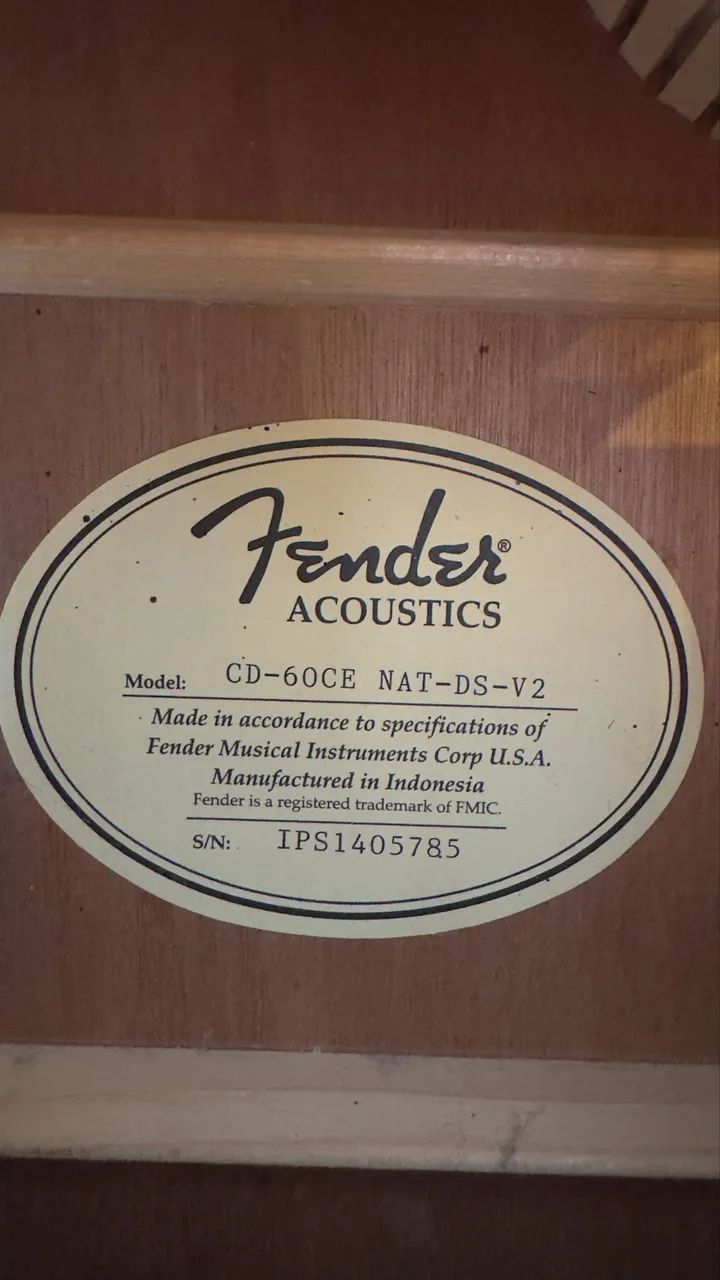 Fender®
ACOUSTICS
Model: CD-60CE NAT-DS-V2
Made in accordance to specifications of
Fender Musical Instruments Corp U.S.A.
Manufactured in Indonesia
Fender is a registered trademark of FMIC.
S/N: IPS1405785